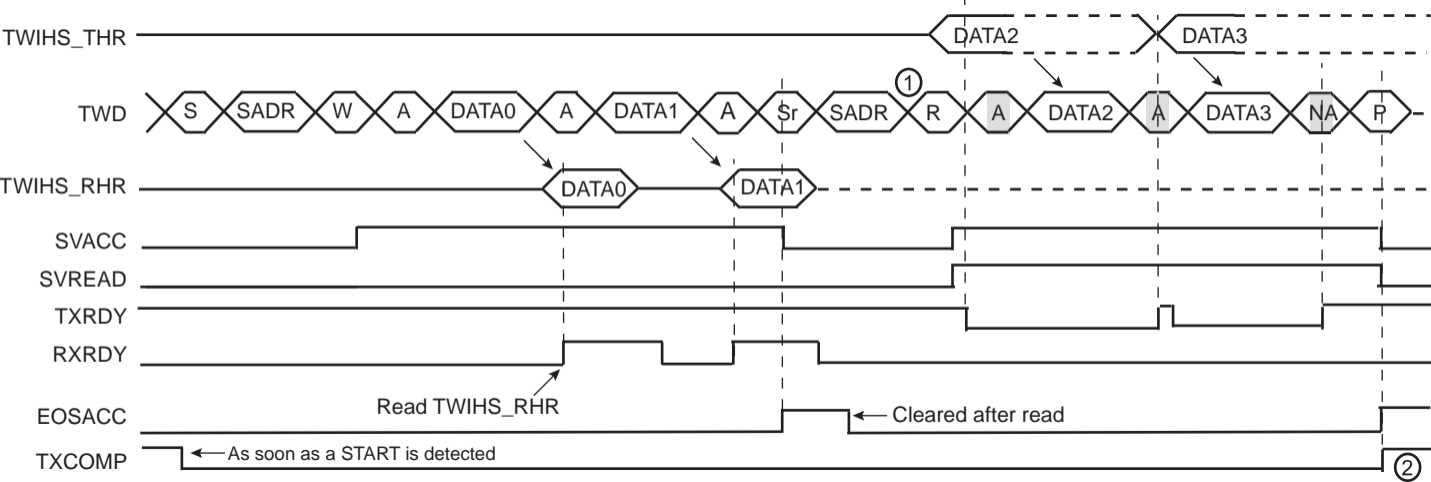 TWIHS_THR DATA2 DATA3
①
TWD S SADR W A DATA0 A DATA1 A Sr SADR R A DATA2 A DATA3 NA P
TWIHS_RHR DATA0 DATA1
SVACC
SVREAD
TXRDY
RXRDY
Read TWIHS_RHR
EOSACC Cleared after read
TXCOMP As soon as a START is detected
②